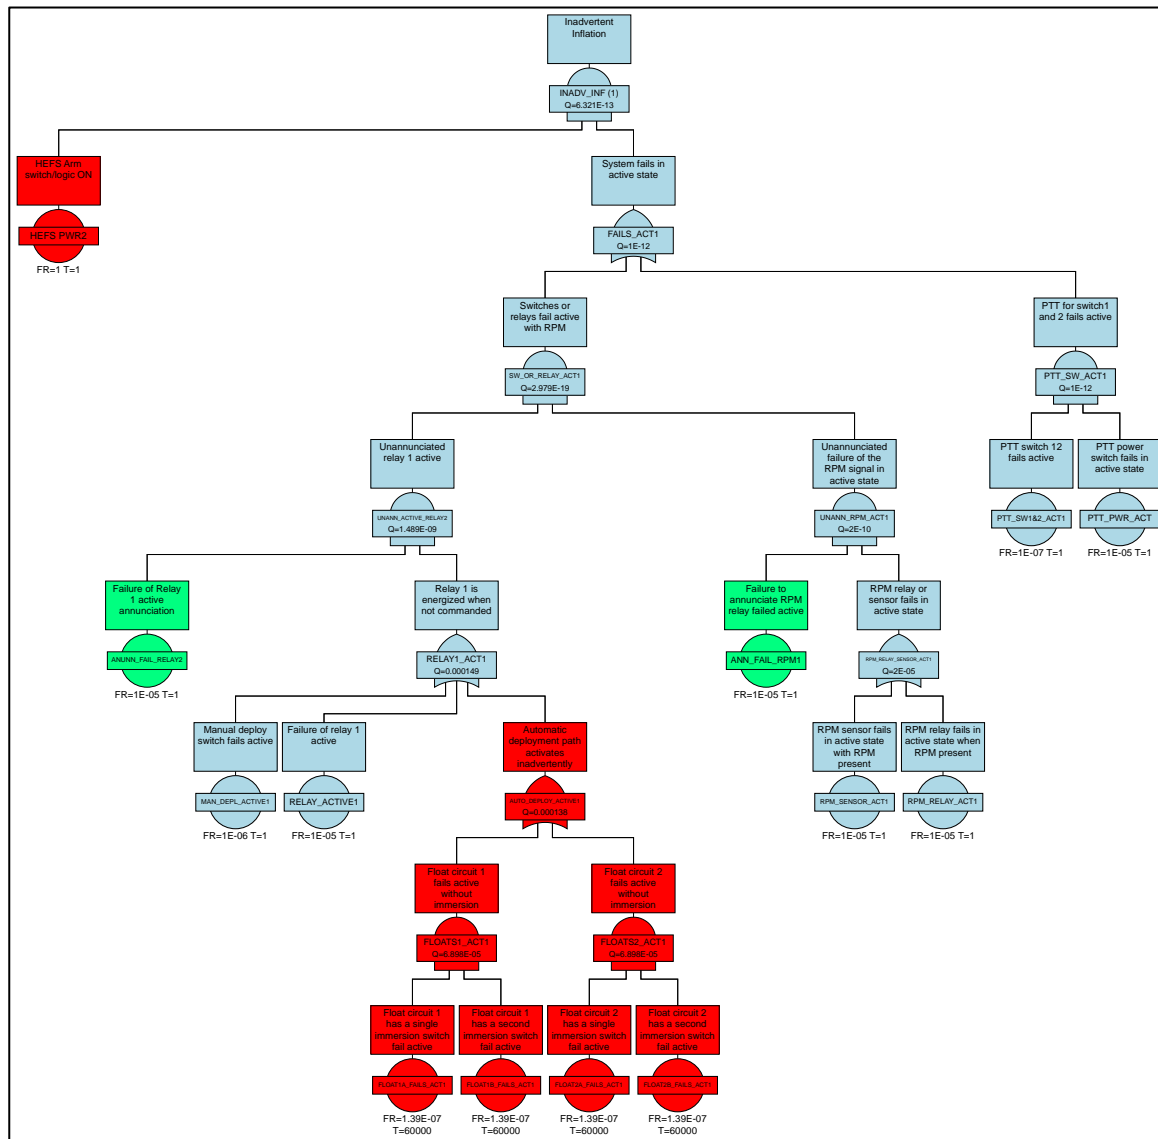 Inadvertent
Inflation
INADV_INF (1)
Q=6.321E-13
HEFS Arm
switch/logic ON
HEFS PWR2
FR=1 T=1
System fails in
active state
FAILS_ACT1
Q=1E-12
Switches or
relays fail active
with RPM
SW_OR_RELAY_ACT1
Q=2.979E-19
PTT for switch1
and 2 fails active
PTT_SW_ACT1
Q=1E-12
Unannunciated
relay 1 active
UNANN_ACTIVE_RELAY2
Q=1.489E-09
Unannunciated
failure of the
RPM signal in
active state
UNANN_RPM_ACT1
Q=2E-10
PTT switch 12
fails active
PTT_SW1&2_ACT1
FR=1E-07 T=1
PTT power
switch fails in
active state
PTT_PWR_ACT
FR=1E-05 T=1
Failure of Relay
1 active
annunciation
ANUNN_FAIL_RELAY2
FR=1E-05 T=1
Relay 1 is
energized when
not commanded
RELAY1_ACT1
Q=0.000149
Failure to
annunciate RPM
relay failed active
ANN_FAIL_RPM1
FR=1E-05 T=1
RPM relay or
sensor fails in
active state
RPM_RELAY_SENSOR_ACT1
Q=2E-05
Manual deploy
switch fails active
MAN_DEPL_ACTIVE1
FR=1E-06 T=1
Failure of relay 1
active
RELAY_ACTIVE1
FR=1E-05 T=1
Automatic
deployment path
activates
inadvertently
AUTO_DEPLOY_ACTIVE1
Q=0.000138
RPM sensor fails
in active state
with RPM
present
RPM_SENSOR_ACT1
FR=1E-05 T=1
RPM relay fails in
active state when
RPM present
RPM_RELAY_ACT1
FR=1E-05 T=1
Float circuit 1
fails active
without
immersion
FLOATS1_ACT1
Q=6.898E-05
Float circuit 2
fails active
without
immersion
FLOATS2_ACT1
Q=6.898E-05
Float circuit 1
has a single
immersion switch
fail active
FLOAT1A_FAILS_ACT1
FR=1.39E-07
T=60000
Float circuit 1
has a second
immersion switch
fail active
FLOAT1B_FAILS_ACT1
FR=1.39E-07
T=60000
Float circuit 2
has a single
immersion switch
fail active
FLOAT2A_FAILS_ACT1
FR=1.39E-07
T=60000
Float circuit 2
has a second
immersion switch
fail active
FLOAT2B_FAILS_ACT1
FR=1.39E-07
T=60000